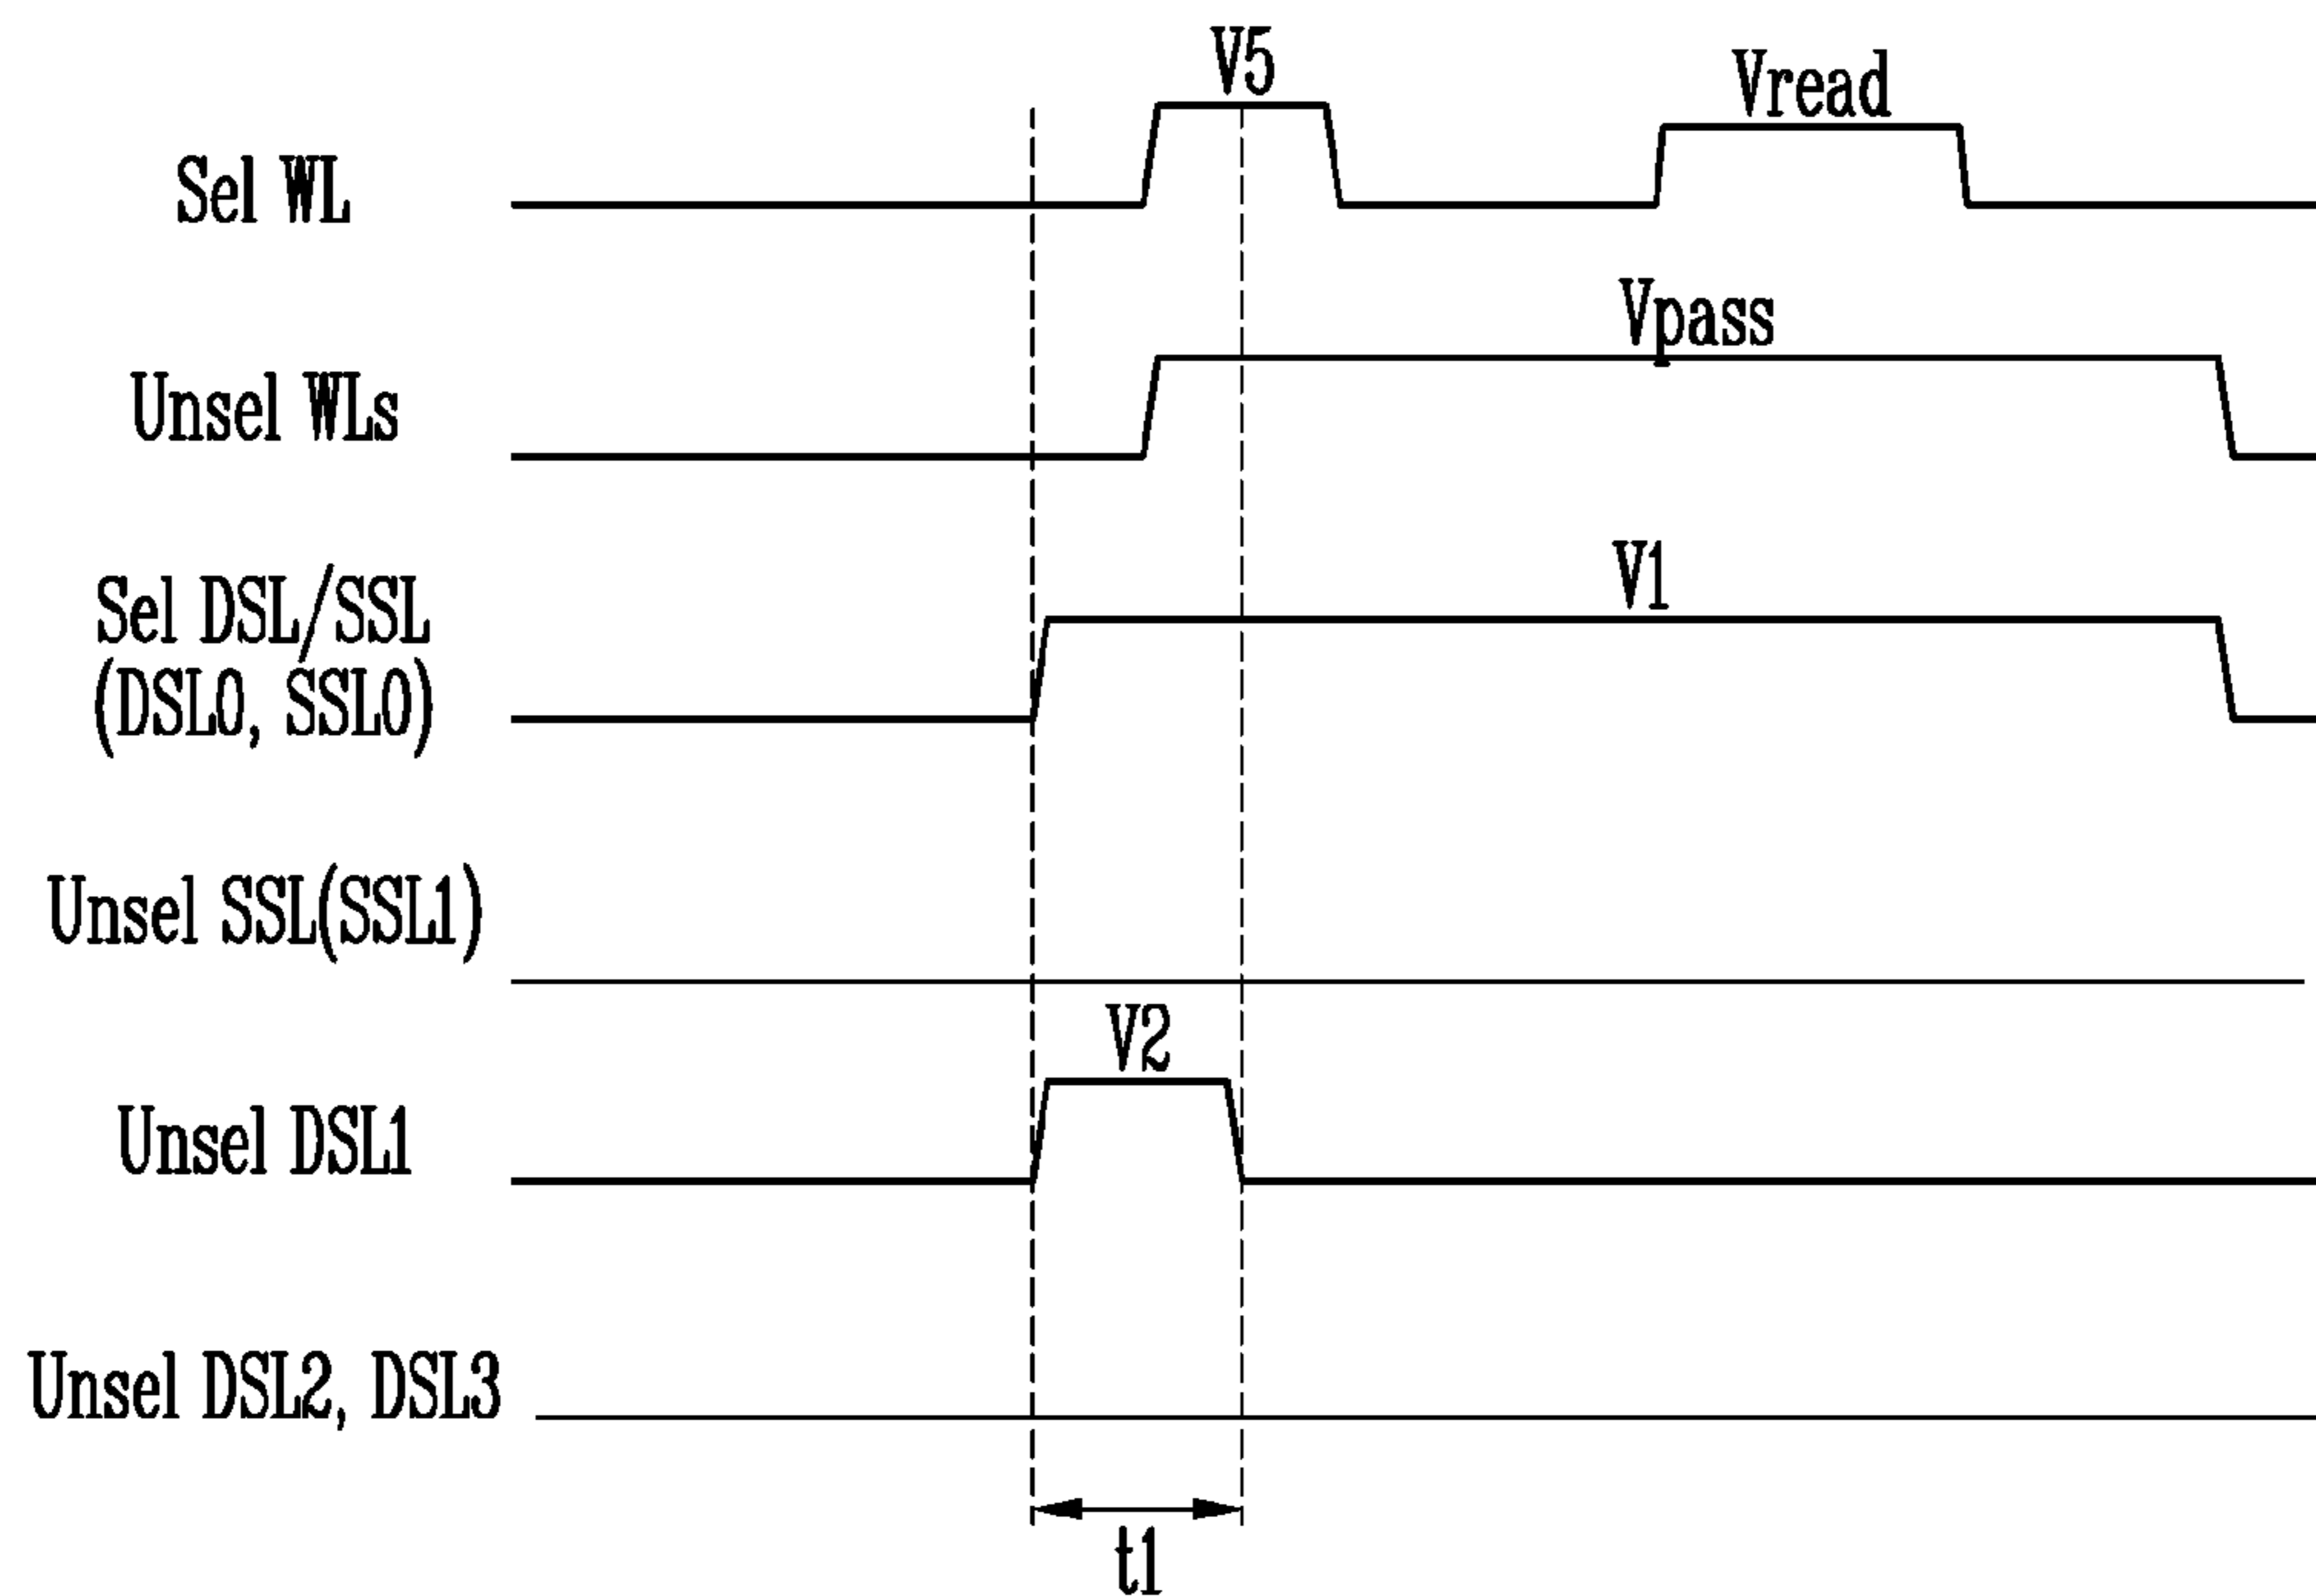 V5
Vread
Sel WL
Vpass
Unsel WLs
V1
Sel DSL/SSL
(DSL0, SSL0)
Unsel SSL(SSL1)
V2
Unsel DSL1
Unsel DSL2, DSL3
t1